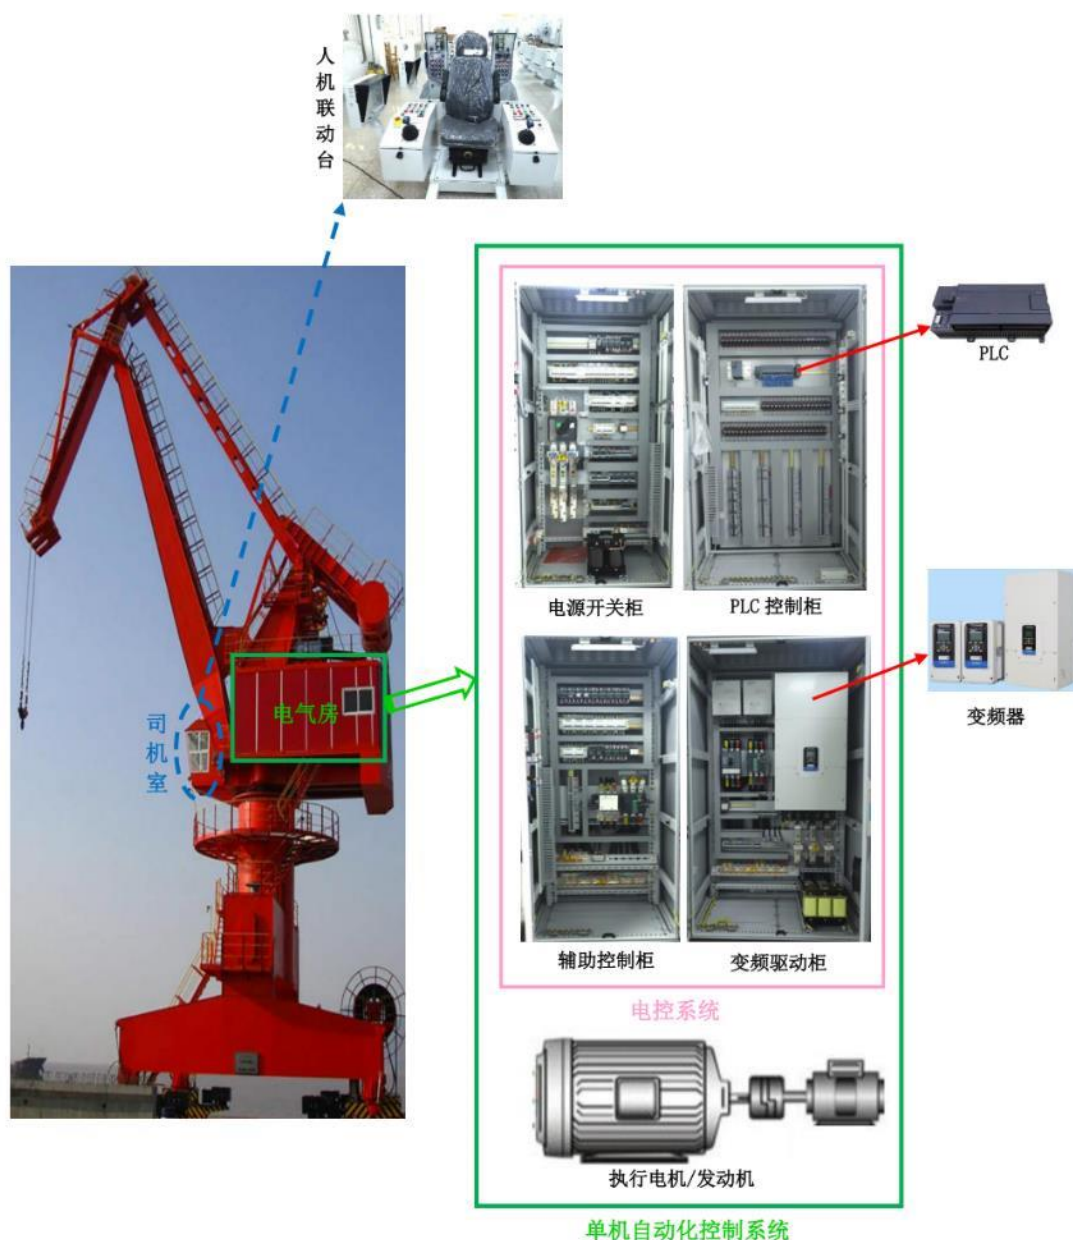 人机联动台
PLC
电源开关柜
PLC 控制柜
变频器
电气房
司机室
辅助控制柜
变频驱动柜
电控系统
执行电机/发动机
单机自动化控制系统